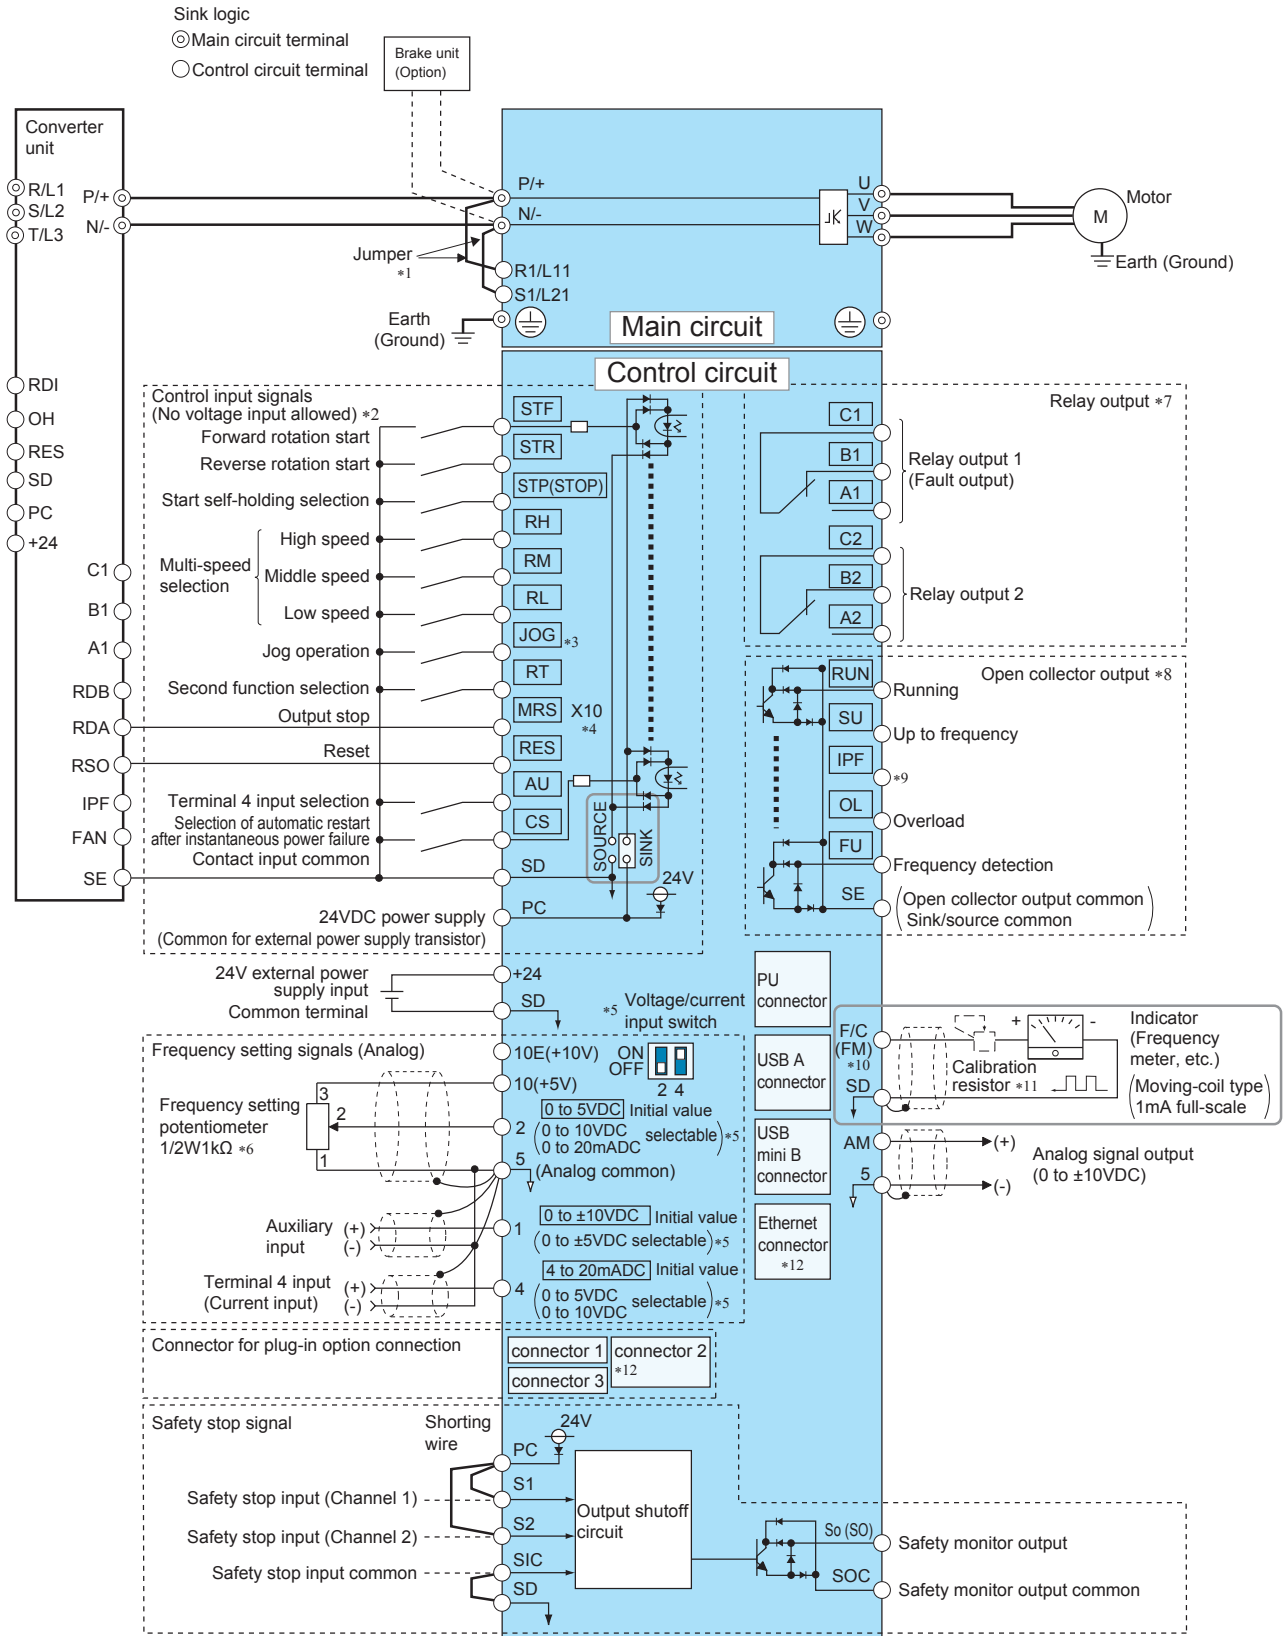 Sink logic
Main circuit terminal
Control circuit terminal
Brake unit
(Option)
Converter
unit
R/L1
S/L2
T/L3
P/+
N/-
P/+
N/-
Jumper
*1
R1/L11
S1/L21
Earth
(Ground)
Main circuit
U
V
W
Motor
M
Earth (Ground)
Control circuit
RDI
OH
RES
SD
PC
+24
C1
B1
A1
RDB
RDA
RSO
IPF
FAN
SE
Control input signals
(No voltage input allowed) *2
Forward rotation start
Reverse rotation start
Start self-holding selection
Multi-speed
selection
High speed
Middle speed
Low speed
Jog operation
Second function selection
Output stop
Reset
Terminal 4 input selection
Selection of automatic restart
after instantaneous power failure
Contact input common
24VDC power supply
(Common for external power supply transistor)
STF
STR
STP(STOP)
RH
RM
RL
JOG *3
RT
MRS X10
*4
RES
AU
CS
SD
PC
SOURCE
SINK
24V
Relay output *7
C1
B1
A1
Relay output 1
(Fault output)
C2
B2
A2
Relay output 2
Open collector output *8
RUN
Running
SU
Up to frequency
IPF
*9
OL
Overload
FU
Frequency detection
SE
(Open collector output common
Sink/source common)
24V external power
supply input
Common terminal
+24
SD
*5 Voltage/current
input switch
ON
OFF
2 4
Frequency setting signals (Analog)
10E(+10V)
10(+5V)
Frequency setting
potentiometer
1/2W1kΩ *6
3
2
1
2
0 to 5VDC Initial value
(0 to 10VDC
0 to 20mADC selectable)*5
5
(Analog common)
Auxiliary
input
(+)
(-)
1
0 to ±10VDC Initial value
(0 to ±5VDC selectable)*5
Terminal 4 input
(Current input)
(+)
(-)
4
4 to 20mADC Initial value
(0 to 5VDC
0 to 10VDC selectable)*5
PU
connector
USB A
connector
USB
mini B
connector
Ethernet
connector
*12
F/C
(FM)
*10
SD
+
-
Calibration
resistor *11
Indicator
(Frequency
meter, etc.)
(Moving-coil type
1mA full-scale)
AM
5
(+)
(-)
Analog signal output
(0 to ±10VDC)
Connector for plug-in option connection
connector 1
connector 2
*12
connector 3
Safety stop signal
Shorting
wire
24V
PC
S1
S2
SIC
SD
Safety stop input (Channel 1)
Safety stop input (Channel 2)
Safety stop input common
Output shutoff
circuit
So (SO)
SOC
Safety monitor output
Safety monitor output common